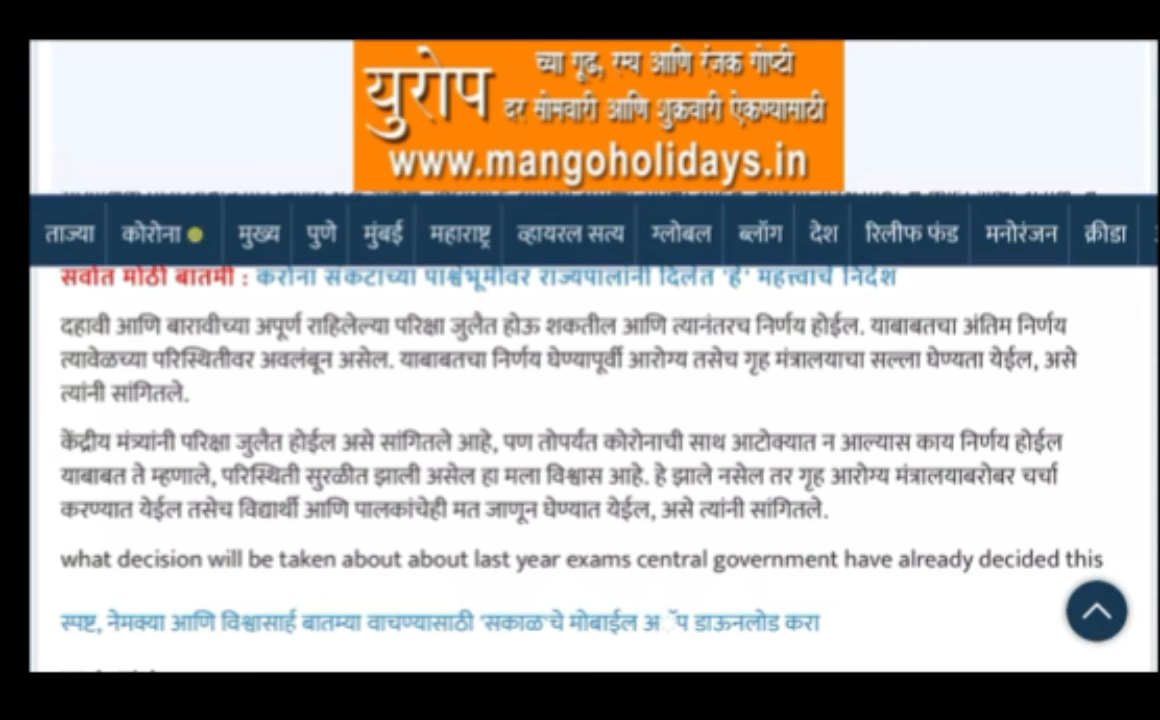 युरोप
च्या गूढ, रम्य आणि रंजक गोष्टी
दर सोमवारी आणि शुक्रवारी ऐकण्यासाठी
www.mangoholidays.in
ताज्या कोरोना मुख्य पुणे मुंबई महाराष्ट्र व्हायरल सत्य ग्लोबल ब्लॉग देश रिलीफ फंड मनोरंजन क्रीडा
सर्वात मोठी बातमी : करोना संकटाच्या पार्श्वभूमीवर राज्यपालांनी दिलेत 'हे' महत्त्वाचे निर्देश
दहावी आणि बारावीच्या अपूर्ण राहिलेल्या परिक्षा जुलैत होऊ शकतील आणि त्यानंतरच निर्णय होईल. याबाबतचा अंतिम निर्णय
त्यावेळच्या परिस्थितीवर अवलंबून असेल. याबाबतचा निर्णय घेण्यापूर्वी आरोग्य तसेच गृह मंत्रालयाचा सल्ला घेण्यता येईल, असे
त्यांनी सांगितले.
केंद्रीय मंत्र्यांनी परिक्षा जुलैत होईल असे सांगितले आहे, पण तोपर्यंत कोरोनाची साथ आटोक्यात न आल्यास काय निर्णय होईल
याबाबत ते म्हणाले, परिस्थिती सुरळीत झाली असेल हा मला विश्वास आहे. हे झाले नसेल तर गृह आरोग्य मंत्रालयाबरोबर चर्चा
करण्यात येईल तसेच विद्यार्थी आणि पालकांचेही मत जाणून घेण्यात येईल, असे त्यांनी सांगितले.
what decision will be taken about about last year exams central government have already decided this
स्पष्ट, नेमक्या आणि विश्वासार्ह बातम्या वाचण्यासाठी 'सकाळ'चे मोबाईल अॅप डाऊनलोड करा